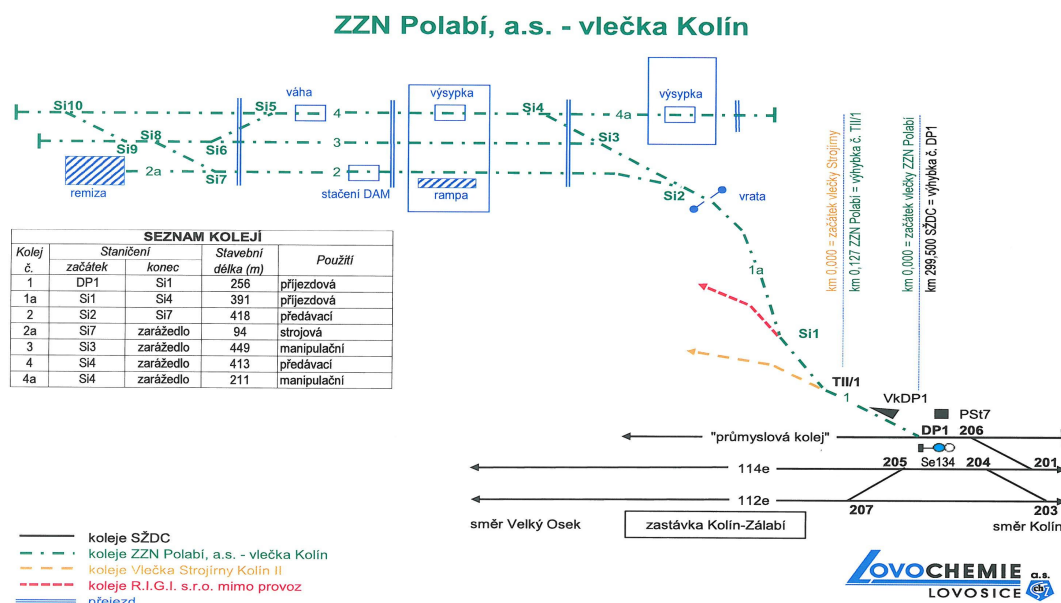 ZZN Polabí, a.s. - vlečka Kolín
váha
výsypka
výsypka
Si10
Si5
4
Si4
4a
Si8
Si9
Si6
3
Si3
2a
Si7
2
Si2
remiza
stačení DAM
rampa
vrata
km 0,000 = začátek vlečky Strojírny
km 0,127 ZZN Polabí = výhybka č. TII/1
km 0,000 = začátek vlečky ZZN Polabí
km 299,500 SŽDC = výhybka č. DP1
SEZNAM KOLEJÍ
Kolej č. Staničení Stavební délka (m) Použití
začátek konec
1 DP1 Si1 256 příjezdová
1a Si1 Si4 391 příjezdová
2 Si2 Si7 418 předávací
2a Si7 zarážedlo 94 strojová
3 Si3 zarážedlo 449 manipulační
4 Si4 zarážedlo 413 předávací
4a Si4 zarážedlo 211 manipulační
1a
Si1
TII/1
1
VkDP1
PSt7
DP1 206
"průmyslová kolej"
114e
205 Se134 204 201
112e
207
203
směr Velký Osek
zastávka Kolín-Zálabí
směr Kolín
koleje SŽDC
koleje ZZN Polabí, a.s. - vlečka Kolín
koleje Vlečka Strojírny Kolín II
koleje R.I.G.I. s.r.o. mimo provoz
přejezd
LOVOCHEMIE a.s.
LOVOSICE
ch